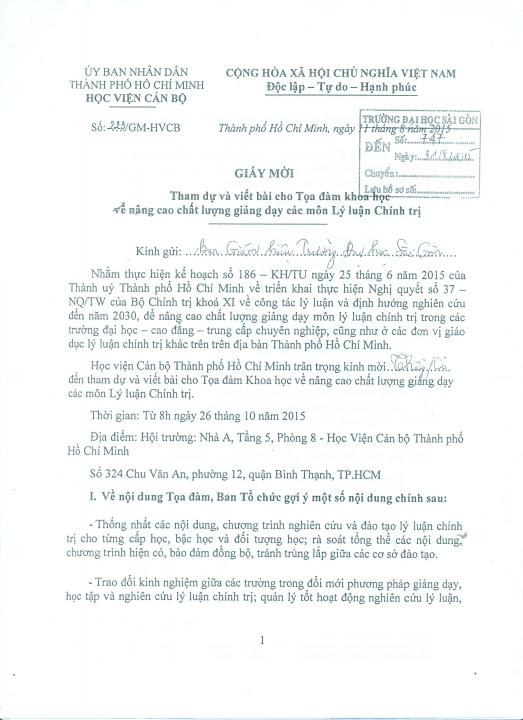 ỦY BAN NHÂN DÂN
THÀNH PHỐ HỒ CHÍ MINH
HỌC VIỆN CÁN BỘ
CỘNG HÒA XÃ HỘI CHỦ NGHĨA VIỆT NAM
Độc lập – Tự do – Hạnh phúc
Số: /GM-HVCB
Thành phố Hồ Chí Minh, ngày 11 tháng 8 năm 2015
TRƯỜNG ĐẠI HỌC SÀI GÒN
ĐẾN
Số: 747
Ngày: 31/8/2015
Chuyển:
Lưu hồ sơ số:
GIẤY MỜI
Tham dự và viết bài cho Tọa đàm khoa học
về nâng cao chất lượng giảng dạy các môn Lý luận Chính trị
Kính gửi: Ban Giám hiệu Trường Đại học Sài Gòn
Nhằm thực hiện kế hoạch số 186 – KH/TU ngày 25 tháng 6 năm 2015 của
Thành uỷ Thành phố Hồ Chí Minh về triển khai thực hiện Nghị quyết số 37 –
NQ/TW của Bộ Chính trị khoá XI về công tác lý luận và định hướng nghiên cứu
đến năm 2030, để nâng cao chất lượng giảng dạy môn lý luận chính trị trong các
trường đại học – cao đẳng – trung cấp chuyên nghiệp, cũng như ở các đơn vị giáo
dục lý luận chính trị khác trên trên địa bàn Thành phố Hồ Chí Minh.
Học viện Cán bộ Thành phố Hồ Chí Minh trân trọng kính mời Thầy/Cô
đến tham dự và viết bài cho Tọa đàm Khoa học về nâng cao chất lượng giảng dạy
các môn Lý luận Chính trị.
Thời gian: Từ 8h ngày 26 tháng 10 năm 2015
Địa điểm: Hội trường: Nhà A, Tầng 5, Phòng 8 - Học Viện Cán bộ Thành phố
Hồ Chí Minh
Số 324 Chu Văn An, phường 12, quận Bình Thạnh, TP.HCM
I. Về nội dung Tọa đàm, Ban Tổ chức gợi ý một số nội dung chính sau:
- Thống nhất các nội dung, chương trình nghiên cứu và đào tạo lý luận chính
trị cho từng cấp học, bậc học và đối tượng học; rà soát tổng thể các nội dung,
chương trình hiện có, bảo đảm đồng bộ, tránh trùng lắp giữa các cơ sở đào tạo.
- Trao đổi kinh nghiệm giữa các trường trong đổi mới phương pháp giảng dạy,
học tập và nghiên cứu lý luận chính trị; quản lý tốt hoạt động nghiên cứu lý luận,
1